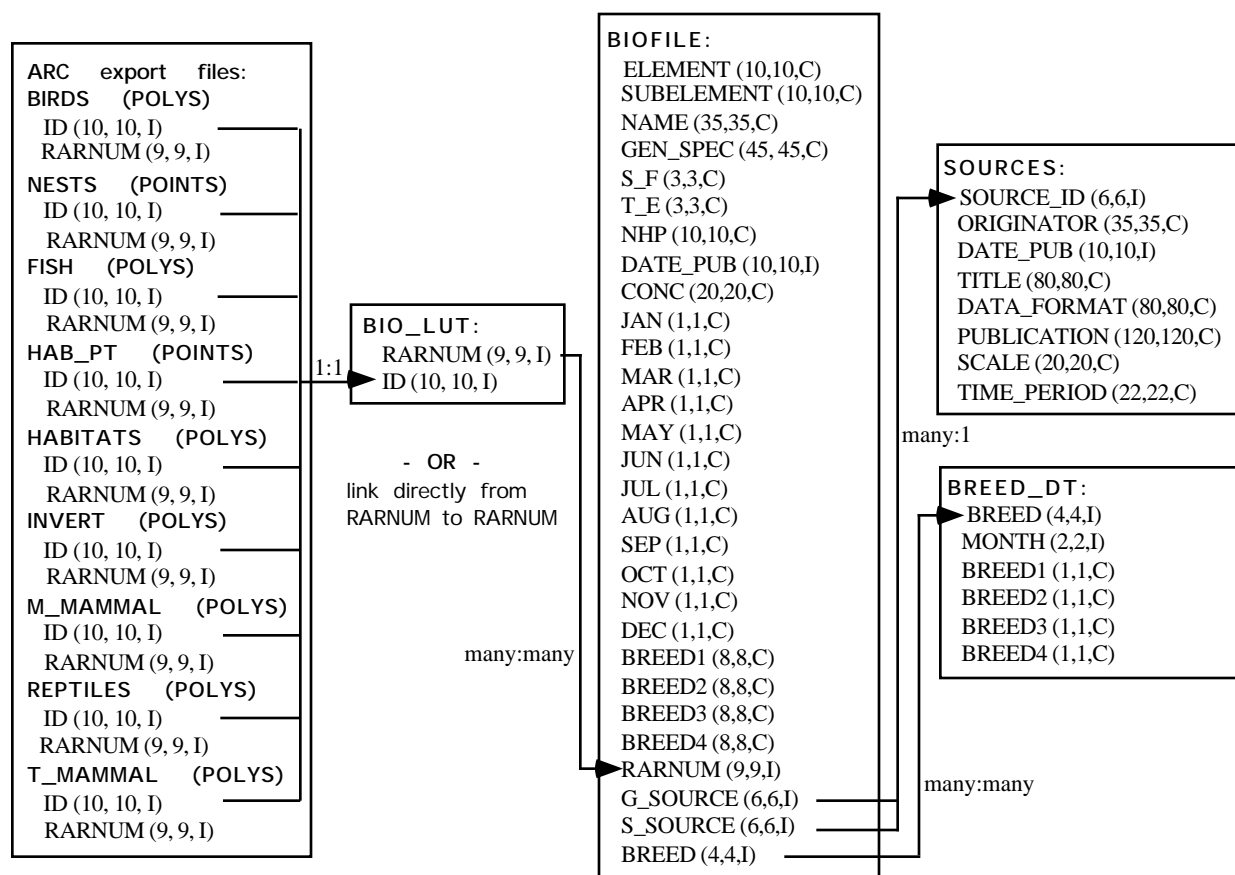 ARC export files:
BIRDS (POLYS)
ID (10, 10, I)
RARNUM (9, 9, I)
NESTS (POINTS)
ID (10, 10, I)
RARNUM (9, 9, I)
FISH (POLYS)
ID (10, 10, I)
RARNUM (9, 9, I)
HAB_PT (POINTS)
ID (10, 10, I)
RARNUM (9, 9, I)
HABITATS (POLYS)
ID (10, 10, I)
RARNUM (9, 9, I)
INVERT (POLYS)
ID (10, 10, I)
RARNUM (9, 9, I)
M_MAMMAL (POLYS)
ID (10, 10, I)
RARNUM (9, 9, I)
REPTILES (POLYS)
ID (10, 10, I)
RARNUM (9, 9, I)
T_MAMMAL (POLYS)
ID (10, 10, I)
RARNUM (9, 9, I)
1:1
BIO_LUT:
RARNUM (9, 9, I)
ID (10, 10, I)
- OR -
link directly from
RARNUM to RARNUM
many:many
BIOFILE:
ELEMENT (10,10,C)
SUBELEMENT (10,10,C)
NAME (35,35,C)
GEN_SPEC (45, 45,C)
S_F (3,3,C)
T_E (3,3,C)
NHP (10,10,C)
DATE_PUB (10,10,I)
CONC (20,20,C)
JAN (1,1,C)
FEB (1,1,C)
MAR (1,1,C)
APR (1,1,C)
MAY (1,1,C)
JUN (1,1,C)
JUL (1,1,C)
AUG (1,1,C)
SEP (1,1,C)
OCT (1,1,C)
NOV (1,1,C)
DEC (1,1,C)
BREED1 (8,8,C)
BREED2 (8,8,C)
BREED3 (8,8,C)
BREED4 (8,8,C)
RARNUM (9,9,I)
G_SOURCE (6,6,I)
S_SOURCE (6,6,I)
BREED (4,4,I)
many:1
many:many
SOURCES:
SOURCE_ID (6,6,I)
ORIGINATOR (35,35,C)
DATE_PUB (10,10,I)
TITLE (80,80,C)
DATA_FORMAT (80,80,C)
PUBLICATION (120,120,C)
SCALE (20,20,C)
TIME_PERIOD (22,22,C)
BREED_DT:
BREED (4,4,I)
MONTH (2,2,I)
BREED1 (1,1,C)
BREED2 (1,1,C)
BREED3 (1,1,C)
BREED4 (1,1,C)